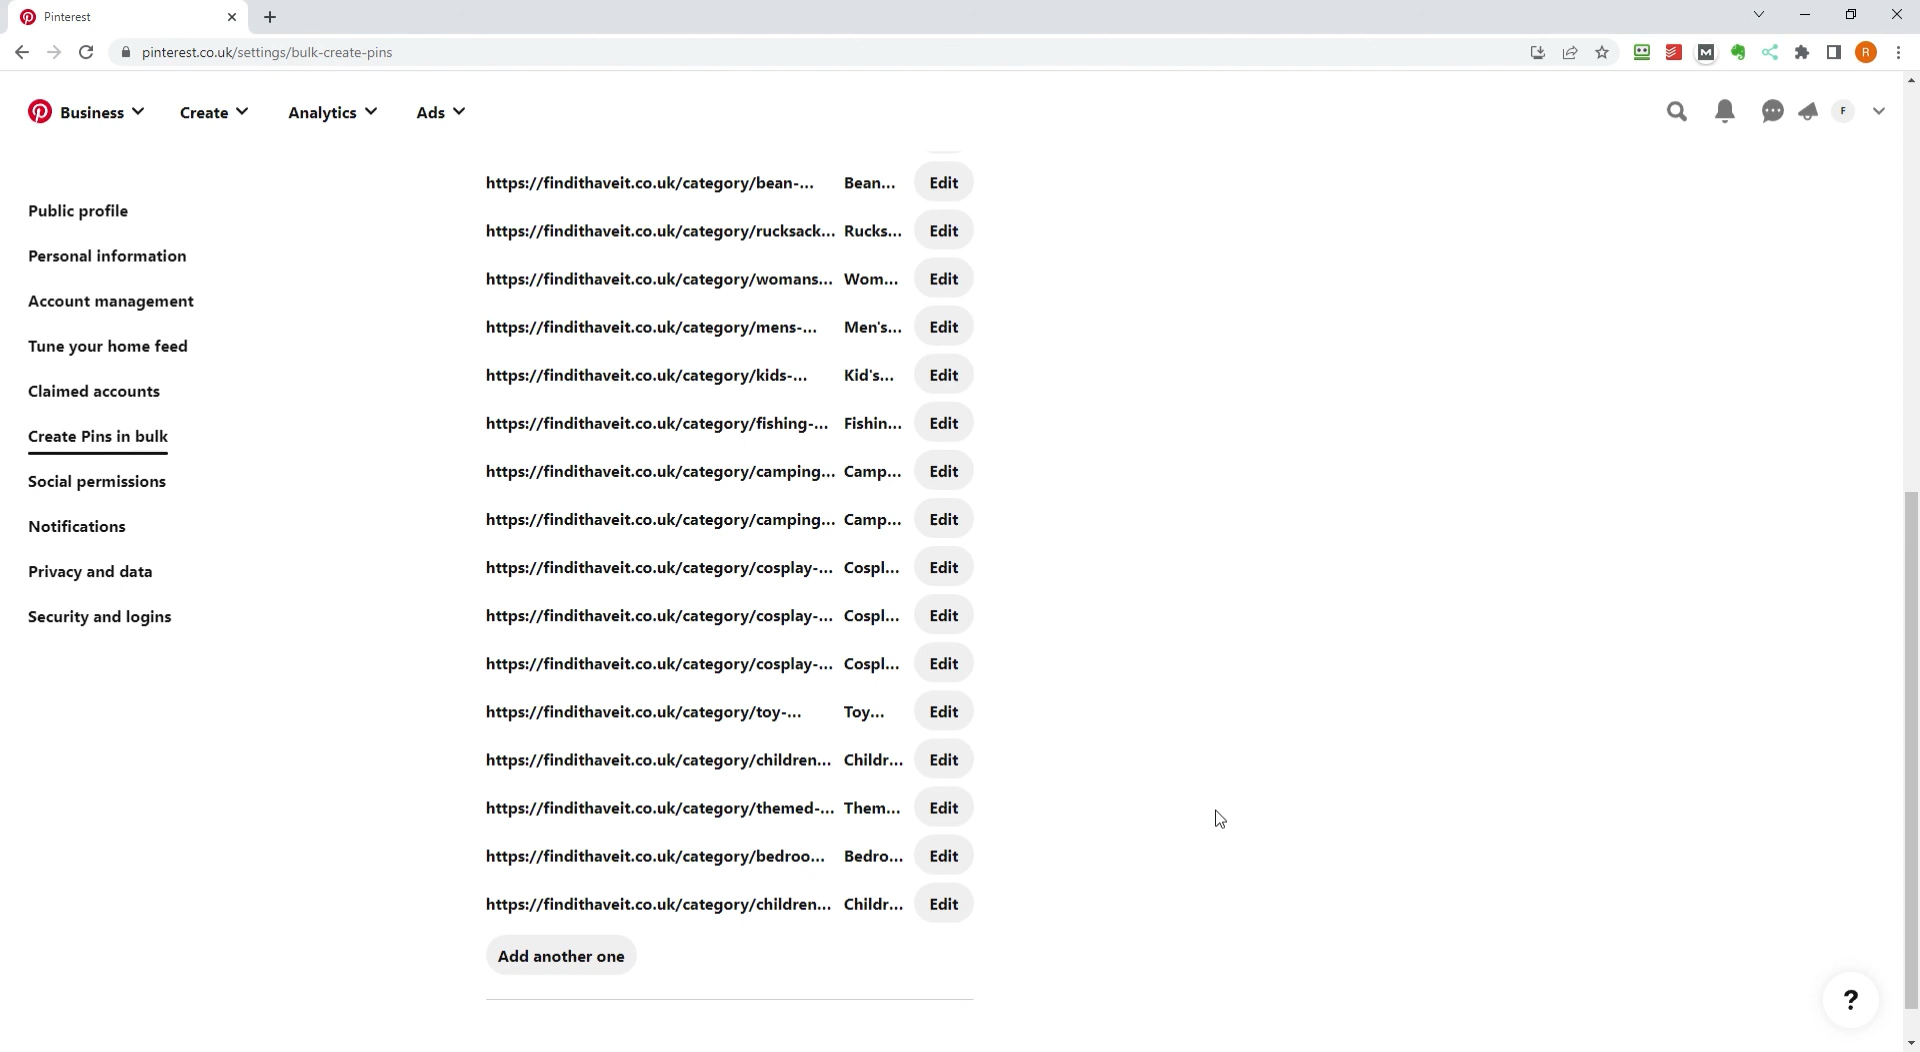 Pinterest
pinterest.co.uk/settings/bulk-create-pins
M
R
Business
Create
Analytics
Ads
F
Public profile
Personal information
Account management
Tune your home feed
Claimed accounts
Create Pins in bulk
Social permissions
Notifications
Privacy and data
Security and logins
https://findithaveit.co.uk/category/bean-... Bean... Edit
https://findithaveit.co.uk/category/rucksack... Rucks... Edit
https://findithaveit.co.uk/category/womans... Wom... Edit
https://findithaveit.co.uk/category/mens-... Men's... Edit
https://findithaveit.co.uk/category/kids-... Kid's... Edit
https://findithaveit.co.uk/category/fishing-... Fishin... Edit
https://findithaveit.co.uk/category/camping... Camp... Edit
https://findithaveit.co.uk/category/camping... Camp... Edit
https://findithaveit.co.uk/category/cosplay-... Cospl... Edit
https://findithaveit.co.uk/category/cosplay-... Cospl... Edit
https://findithaveit.co.uk/category/cosplay-... Cospl... Edit
https://findithaveit.co.uk/category/toy-... Toy... Edit
https://findithaveit.co.uk/category/children... Childr... Edit
https://findithaveit.co.uk/category/themed-... Them... Edit
https://findithaveit.co.uk/category/bedroo... Bedro... Edit
https://findithaveit.co.uk/category/children... Childr... Edit
Add another one
?